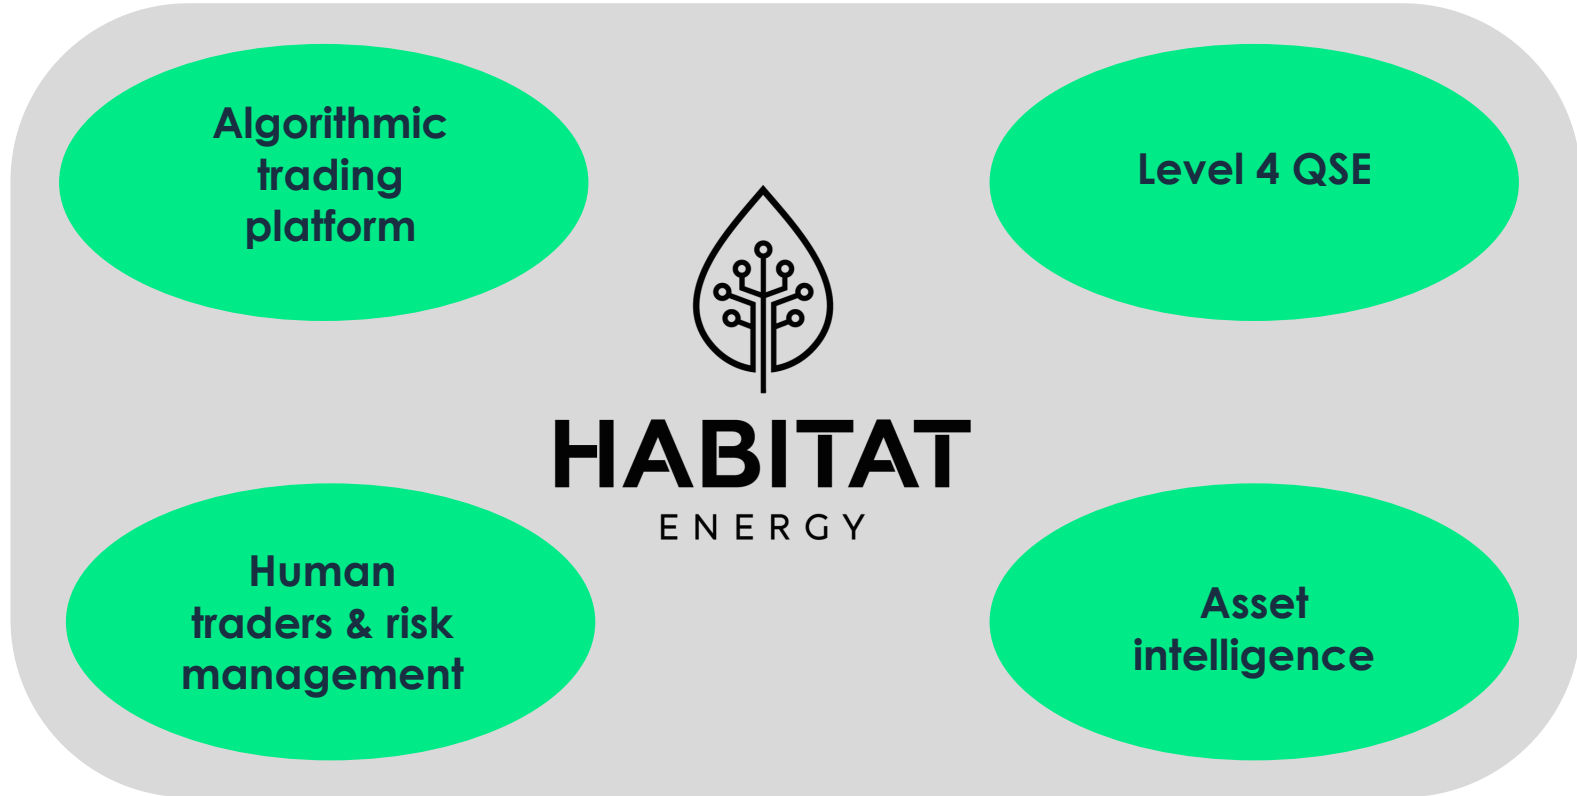 Algorithmic
trading
platform
Level 4 QSE
HABITAT
ENERGY
Human
traders & risk
management
Asset
intelligence